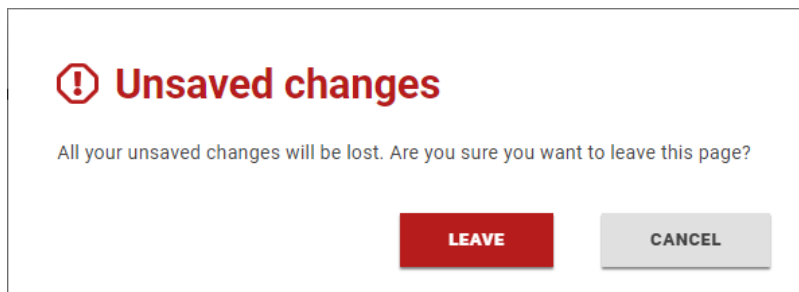 Unsaved changes
All your unsaved changes will be lost. Are you sure you want to leave this page?
LEAVE CANCEL